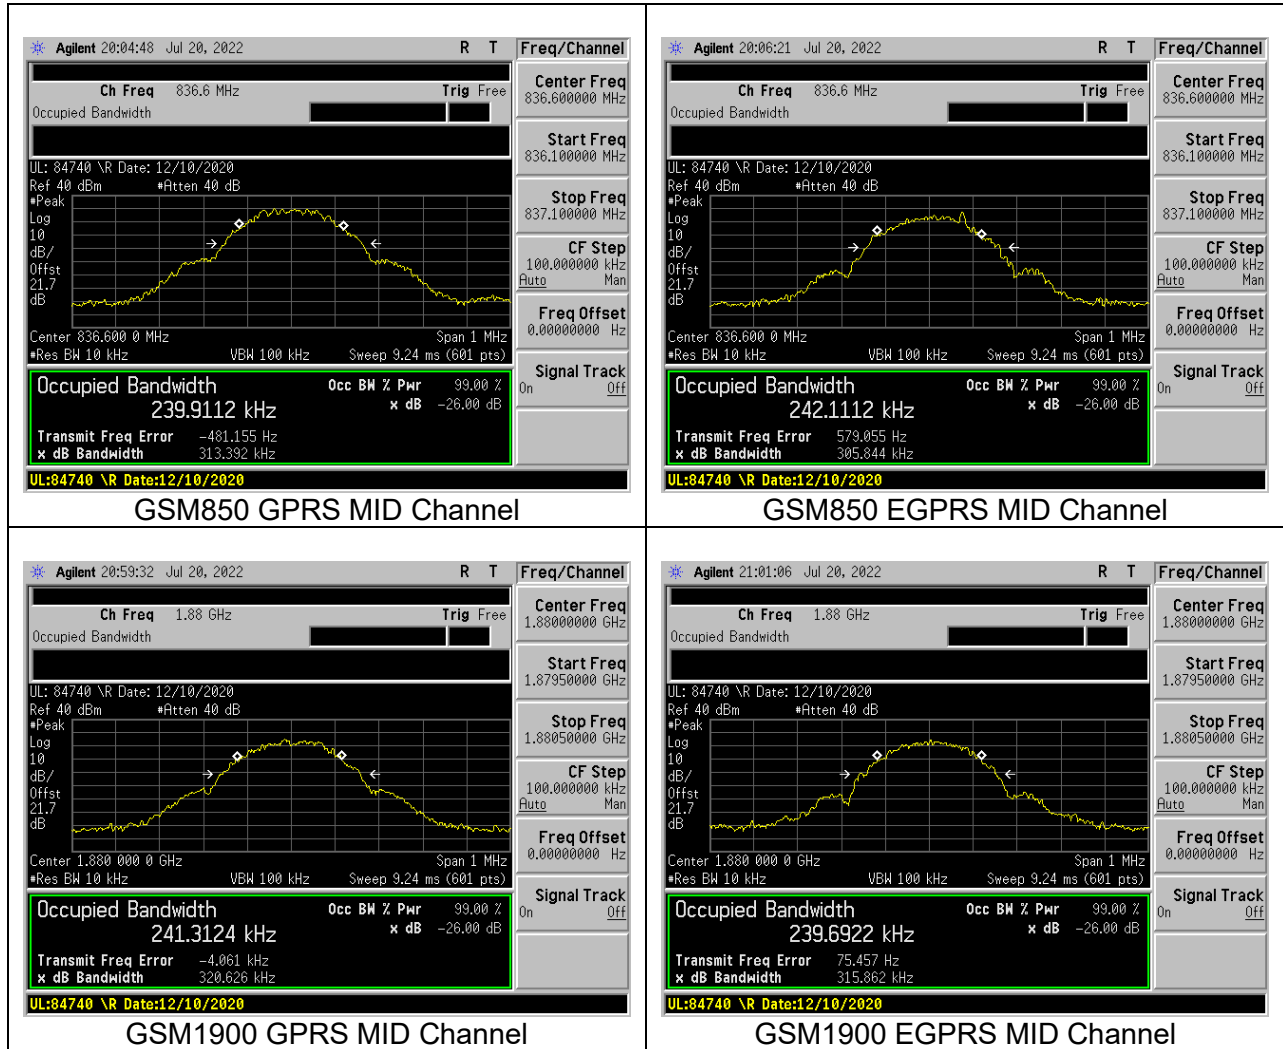 Agilent 20:04:48 Jul 20, 2022 R T Freq/Channel
Ch Freq 836.6 MHz Trig Free
Occupied Bandwidth
Center Freq
836.600000 MHz
Start Freq
836.100000 MHz
Stop Freq
837.100000 MHz
CF Step
100.000000 kHz
Auto Man
Freq Offset
0.00000000 Hz
Signal Track
On Off
UL: 84740 \R Date: 12/10/2020
Ref 40 dBm #Atten 40 dB
#Peak
Log
10
dB/
Offst
21.7
dB
Center 836.600 0 MHz Span 1 MHz
#Res BW 10 kHz VBW 100 kHz Sweep 9.24 ms (601 pts)
Occupied Bandwidth Occ BW % Pwr 99.00 %
239.9112 kHz x dB -26.00 dB
Transmit Freq Error -481.155 Hz
x dB Bandwidth 313.392 kHz
UL:84740 \R Date:12/10/2020
GSM850 GPRS MID Channel
Agilent 20:06:21 Jul 20, 2022 R T Freq/Channel
Ch Freq 836.6 MHz Trig Free
Occupied Bandwidth
Center Freq
836.600000 MHz
Start Freq
836.100000 MHz
Stop Freq
837.100000 MHz
CF Step
100.000000 kHz
Auto Man
Freq Offset
0.00000000 Hz
Signal Track
On Off
UL: 84740 \R Date: 12/10/2020
Ref 40 dBm #Atten 40 dB
#Peak
Log
10
dB/
Offst
21.7
dB
Center 836.600 0 MHz Span 1 MHz
#Res BW 10 kHz VBW 100 kHz Sweep 9.24 ms (601 pts)
Occupied Bandwidth Occ BW % Pwr 99.00 %
242.1112 kHz x dB -26.00 dB
Transmit Freq Error 579.055 Hz
x dB Bandwidth 305.844 kHz
UL:84740 \R Date:12/10/2020
GSM850 EGPRS MID Channel
Agilent 20:59:32 Jul 20, 2022 R T Freq/Channel
Ch Freq 1.88 GHz Trig Free
Occupied Bandwidth
Center Freq
1.88000000 GHz
Start Freq
1.87950000 GHz
Stop Freq
1.88050000 GHz
CF Step
100.000000 kHz
Auto Man
Freq Offset
0.00000000 Hz
Signal Track
On Off
UL: 84740 \R Date: 12/10/2020
Ref 40 dBm #Atten 40 dB
#Peak
Log
10
dB/
Offst
21.7
dB
Center 1.880 000 0 GHz Span 1 MHz
#Res BW 10 kHz VBW 100 kHz Sweep 9.24 ms (601 pts)
Occupied Bandwidth Occ BW % Pwr 99.00 %
241.3124 kHz x dB -26.00 dB
Transmit Freq Error -4.061 kHz
x dB Bandwidth 320.626 kHz
UL:84740 \R Date:12/10/2020
GSM1900 GPRS MID Channel
Agilent 21:01:06 Jul 20, 2022 R T Freq/Channel
Ch Freq 1.88 GHz Trig Free
Occupied Bandwidth
Center Freq
1.88000000 GHz
Start Freq
1.87950000 GHz
Stop Freq
1.88050000 GHz
CF Step
100.000000 kHz
Auto Man
Freq Offset
0.00000000 Hz
Signal Track
On Off
UL: 84740 \R Date: 12/10/2020
Ref 40 dBm #Atten 40 dB
#Peak
Log
10
dB/
Offst
21.7
dB
Center 1.880 000 0 GHz Span 1 MHz
#Res BW 10 kHz VBW 100 kHz Sweep 9.24 ms (601 pts)
Occupied Bandwidth Occ BW % Pwr 99.00 %
239.6922 kHz x dB -26.00 dB
Transmit Freq Error 75.457 Hz
x dB Bandwidth 315.862 kHz
UL:84740 \R Date:12/10/2020
GSM1900 EGPRS MID Channel